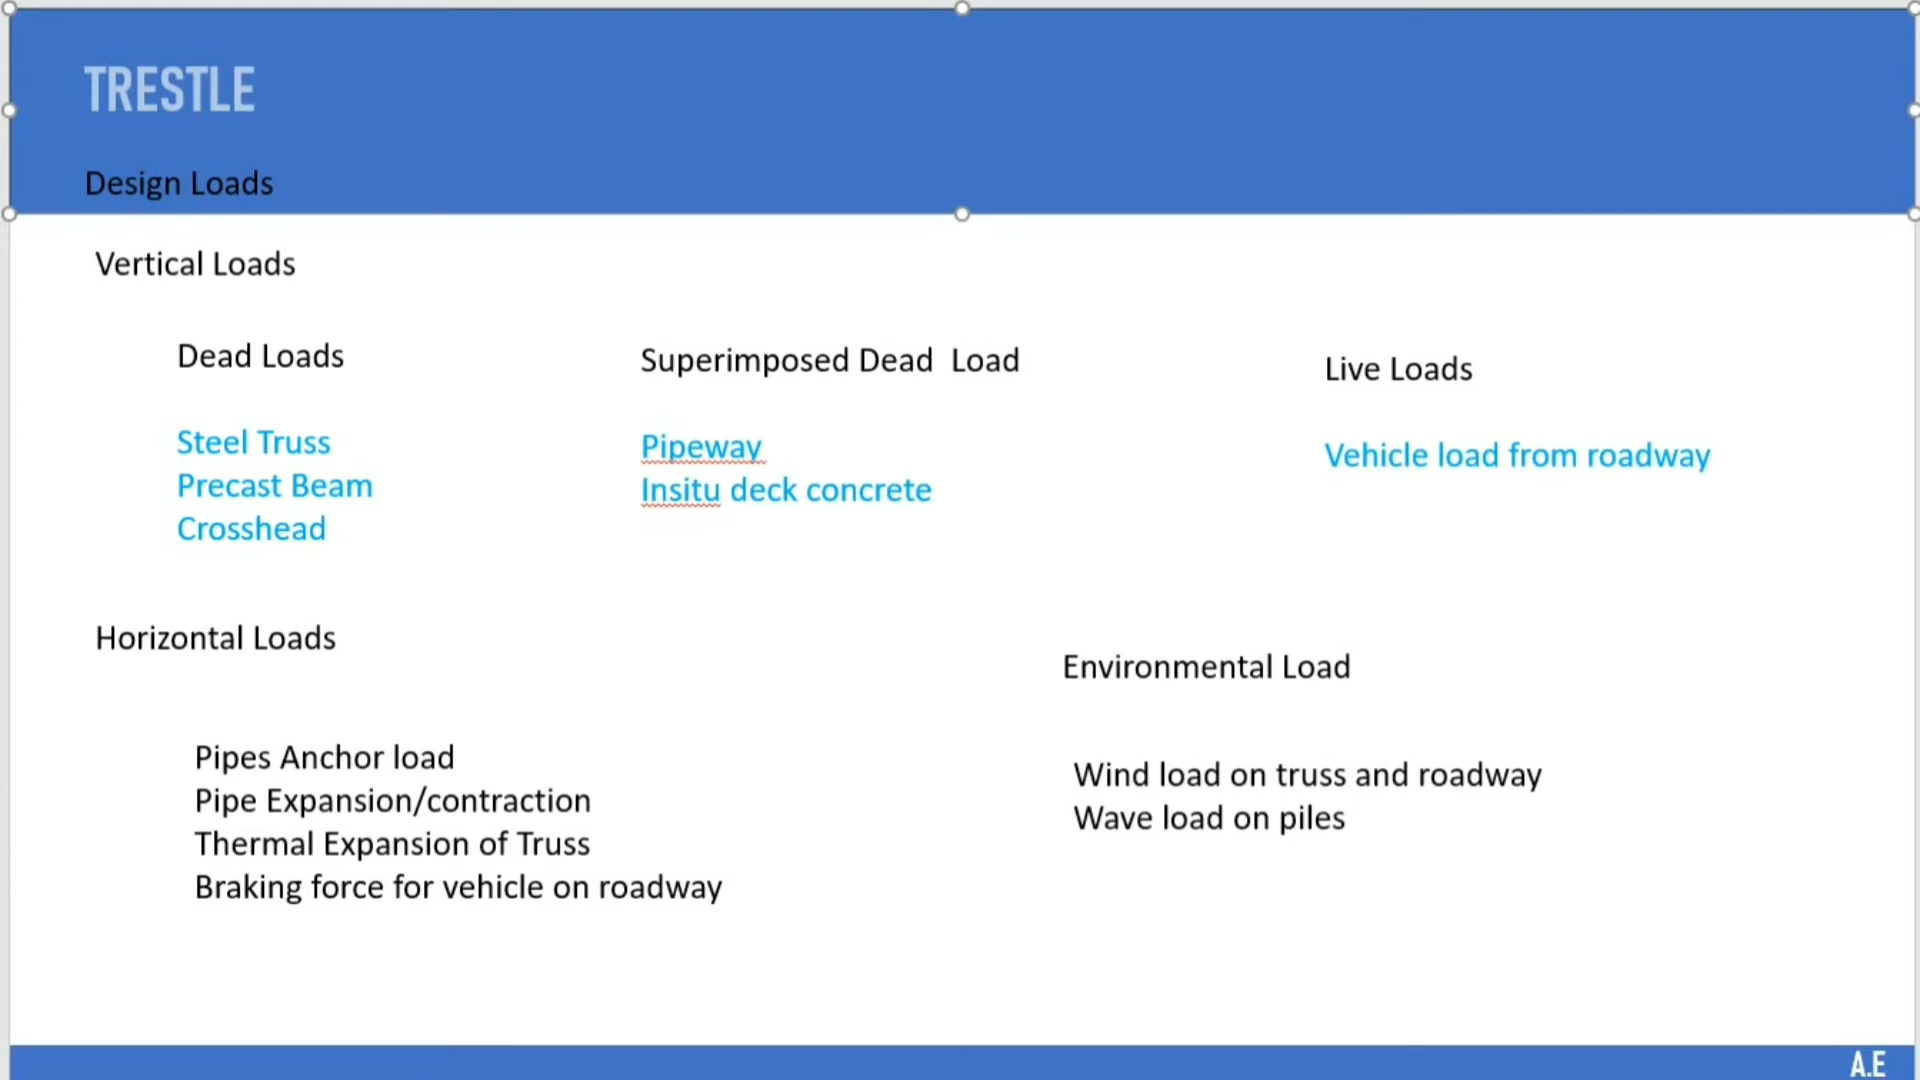 TRESTLE
Design Loads
Vertical Loads
Dead Loads
Steel Truss
Precast Beam
Crosshead
Superimposed Dead Load
Pipeway
Insitu deck concrete
Live Loads
Vehicle load from roadway
Horizontal Loads
Pipes Anchor load
Pipe Expansion/contraction
Thermal Expansion of Truss
Braking force for vehicle on roadway
Environmental Load
Wind load on truss and roadway
Wave load on piles
A.E